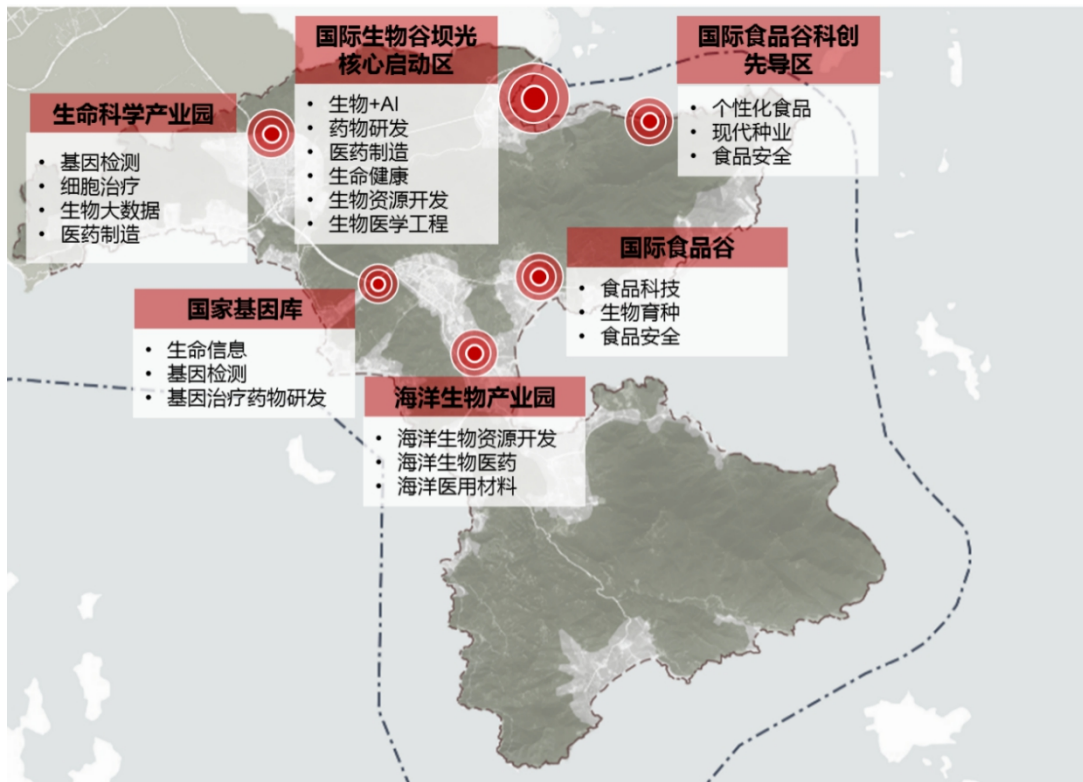 生命科学产业园
基因检测
细胞治疗
生物大数据
医药制造
国际生物谷坝光
核心启动区
生物+AI
药物研发
医药制造
生命健康
生物资源开发
生物医学工程
国际食品谷科创
先导区
个性化食品
现代种业
食品安全
国家基因库
生命信息
基因检测
基因治疗药物研发
国际食品谷
食品科技
生物育种
食品安全
海洋生物产业园
海洋生物资源开发
海洋生物医药
海洋医用材料